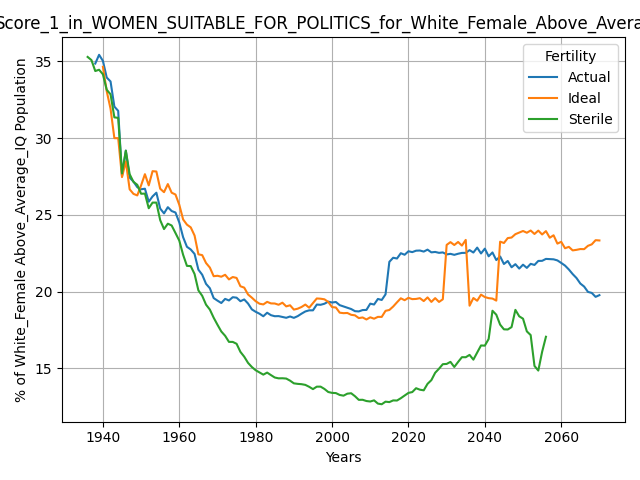 Score_1_in_WOMEN_SUITABLE_FOR_POLITICS_for_White_Female_Above_Avera
Fertility
Actual
Ideal
Sterile
% of White_Female Above_Average_IQ Population
35
30
25
20
15
1940
1960
1980
2000
2020
2040
2060
Years